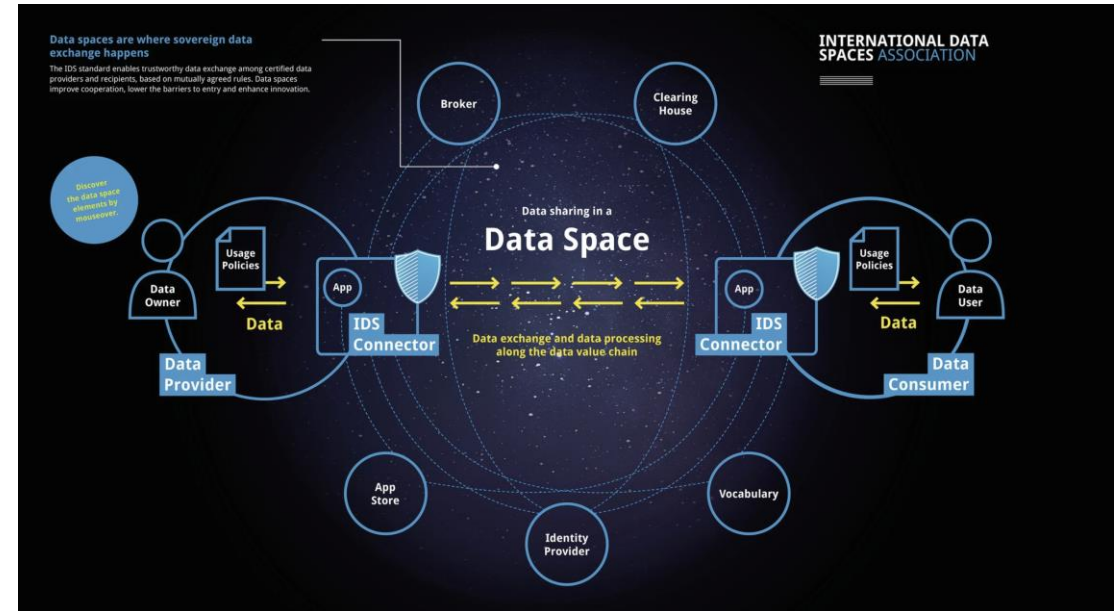 Data spaces are where sovereign data
exchange happens
The IDS standard enables trustworthy data exchange among certified data
providers and recipients, based on mutually agreed rules. Data spaces
improve cooperation, lower the barriers to entry and enhance innovation.
INTERNATIONAL DATA
SPACES ASSOCIATION
Broker
Clearing
House
Discover
the data space
elements by
mouseover.
Data sharing in a
Data Space
Usage
Policies
Data
Owner
Data
App
IDS
Connector
Data
Provider
Data exchange and data processing
along the data value chain
App
IDS
Connector
Usage
Policies
Data
Data
User
Data
Consumer
App
Store
Identity
Provider
Vocabulary